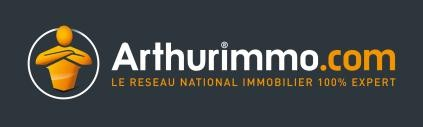 Arthurimmo.com®
LE RESEAU NATIONAL IMMOBILIER 100% EXPERT